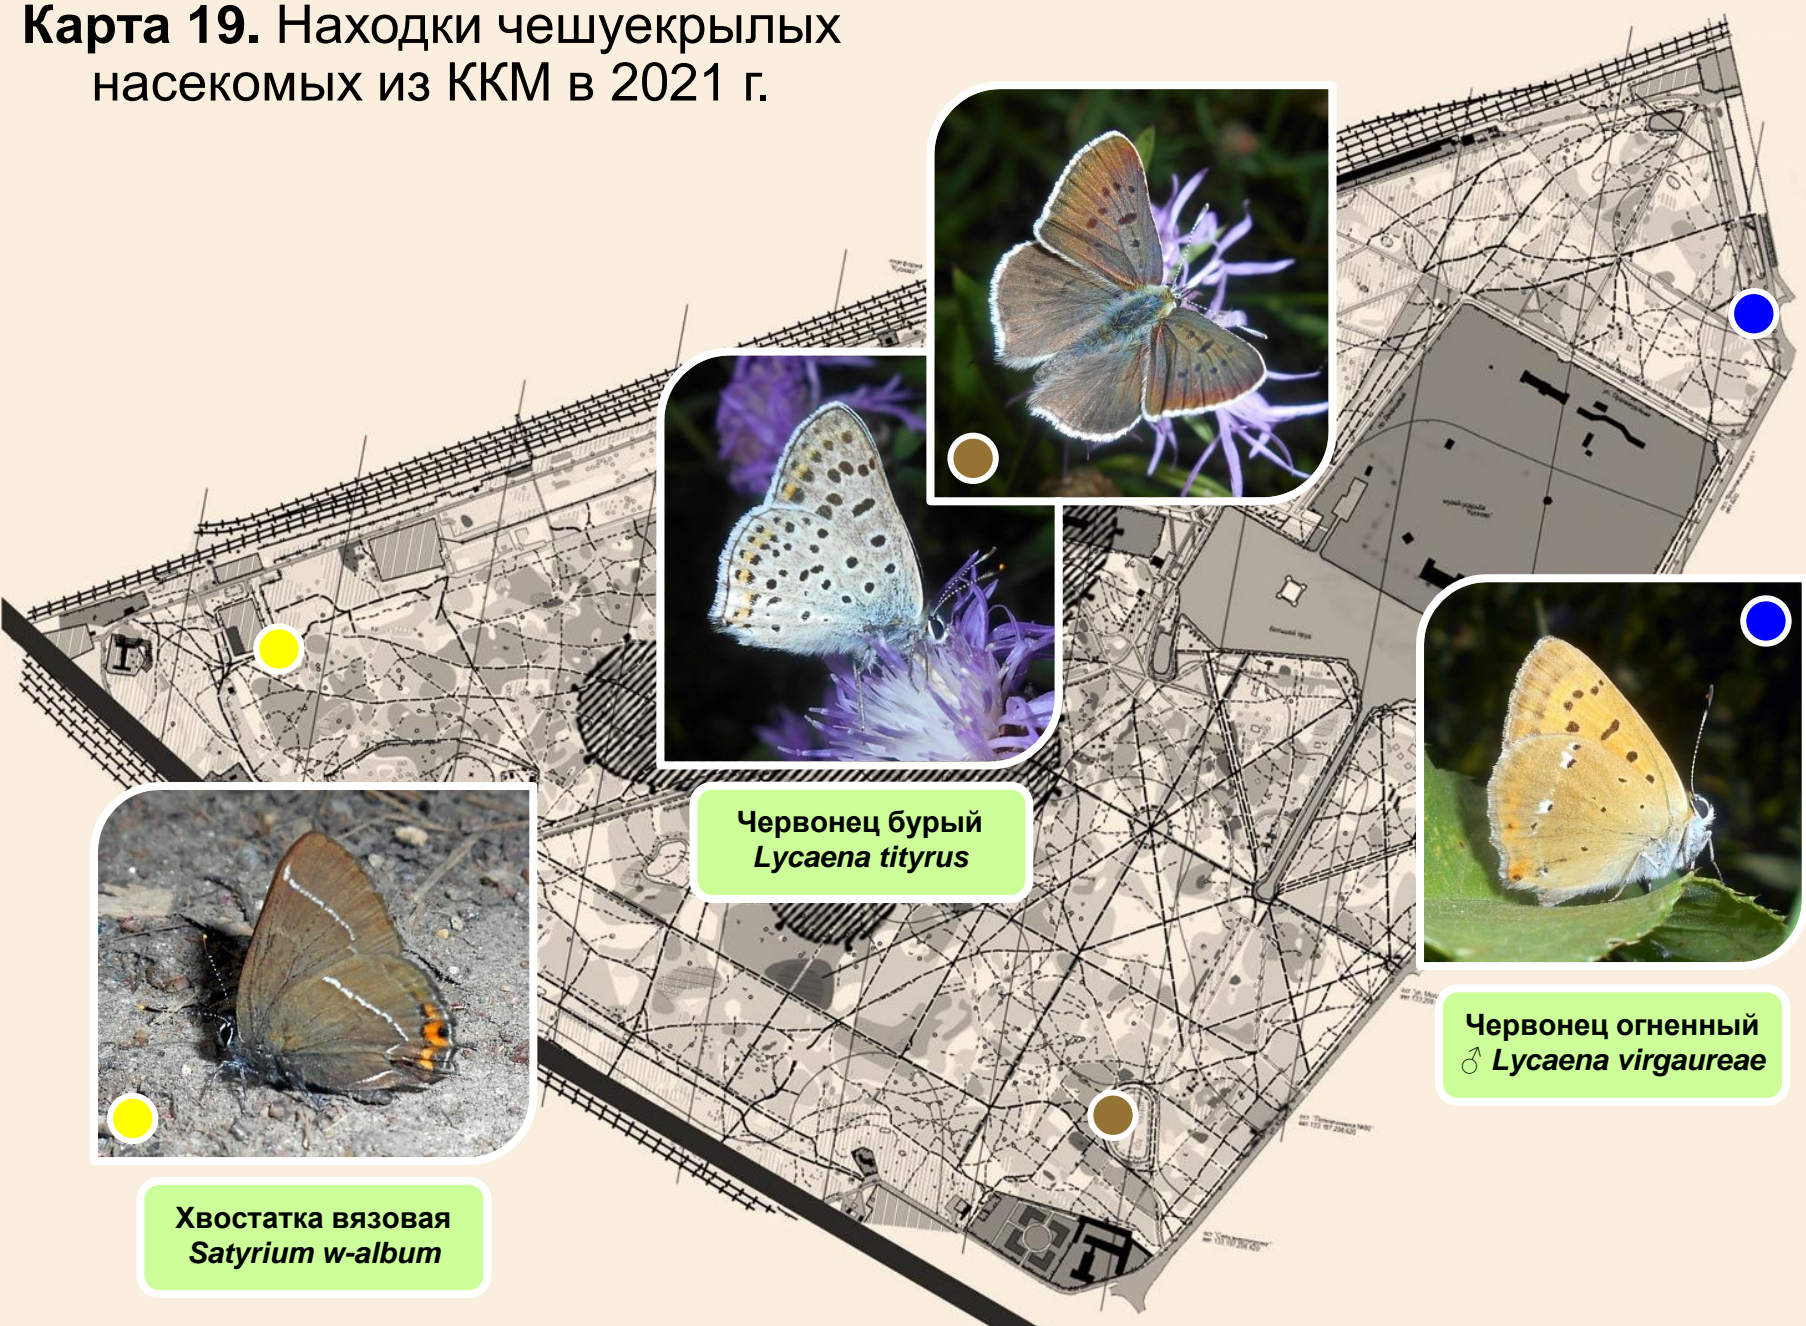 Карта 19. Находки чешуекрылых
насекомых из ККМ в 2021 г.
Червонец бурый
Lycaena tityrus
Червонец огненный
♂ Lycaena virgaureae
Хвостатка вязовая
Satyrium w-album